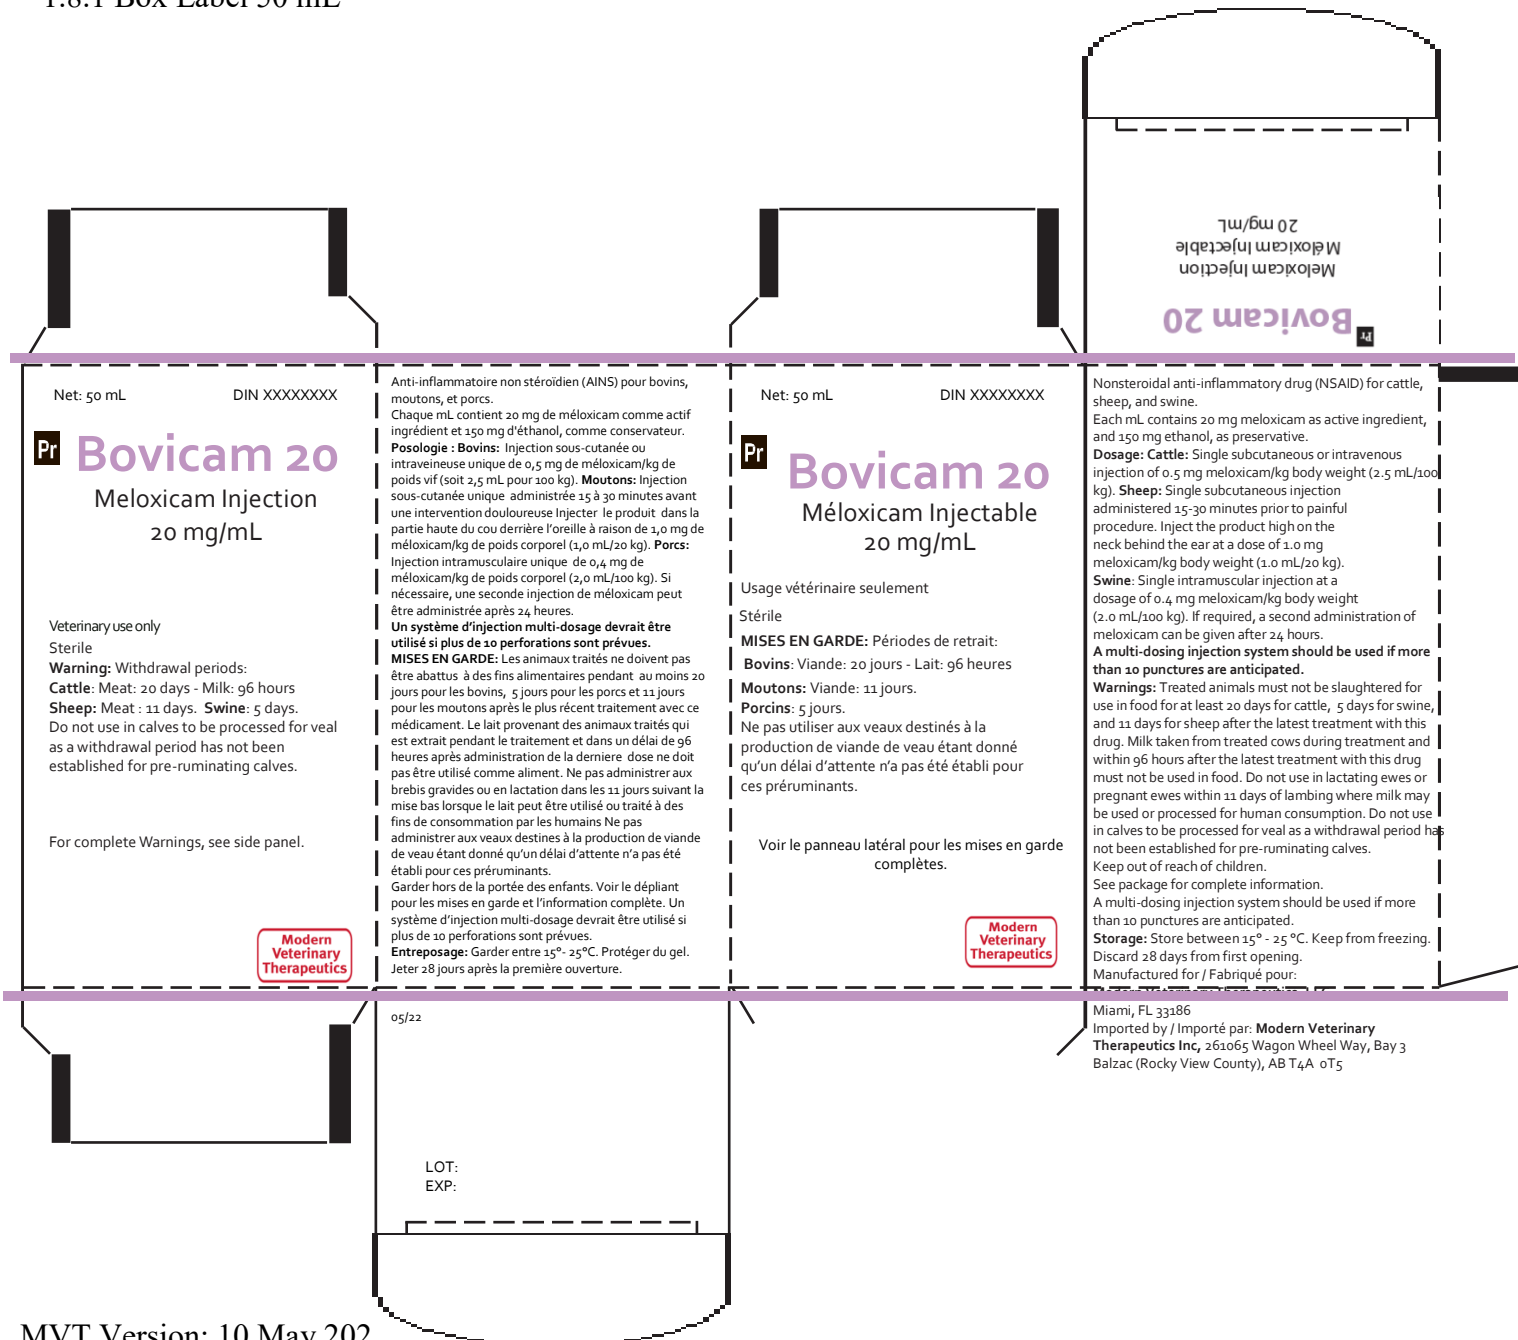 1.8.1 Box Label 50 mL
20 mg/mL
Méloxicam Injectable
Meloxicam Injection
Pr Bovicam 20
Net: 50 mL DIN XXXXXXXX
Pr Bovicam 20
Meloxicam Injection
20 mg/mL
Veterinary use only
Sterile
Warning: Withdrawal periods:
Cattle: Meat: 20 days - Milk: 96 hours
Sheep: Meat : 11 days. Swine: 5 days.
Do not use in calves to be processed for veal
as a withdrawal period has not been
established for pre-ruminating calves.
For complete Warnings, see side panel.
Modern
Veterinary
Therapeutics
Anti-inflammatoire non stéroïdien (AINS) pour bovins,
moutons, et porcs.
Chaque mL contient 20 mg de méloxicam comme actif
ingrédient et 150 mg d'éthanol, comme conservateur.
Posologie : Bovins: Injection sous-cutanée ou
intraveineuse unique de 0,5 mg de méloxicam/kg de
poids vif (soit 2,5 mL pour 100 kg). Moutons: Injection
sous-cutanée unique administrée 15 à 30 minutes avant
une intervention douloureuse Injecter le produit dans la
partie haute du cou derrière l'oreille à raison de 1,0 mg de
méloxicam/kg de poids corporel (1,0 mL/20 kg). Porcs:
Injection intramusculaire unique de 0,4 mg de
méloxicam/kg de poids corporel (2,0 mL/100 kg). Si
nécessaire, une seconde injection de méloxicam peut
être administrée après 24 heures.
Un système d'injection multi-dosage devrait être
utilisé si plus de 10 perforations sont prévues.
MISES EN GARDE: Les animaux traités ne doivent pas
être abattus à des fins alimentaires pendant au moins 20
jours pour les bovins, 5 jours pour les porcs et 11 jours
pour les moutons après le plus récent traitement avec ce
médicament. Le lait provenant des animaux traités qui
est extrait pendant le traitement et dans un délai de 96
heures après administration de la derniere dose ne doit
pas être utilisé comme aliment. Ne pas administrer aux
brebis gravides ou en lactation dans les 11 jours suivant la
mise bas lorsque le lait peut être utilisé ou traité à des
fins de consommation par les humains Ne pas
administrer aux veaux destines à la production de viande
de veau étant donné qu'un délai d'attente n'a pas été
établi pour ces préruminants.
Garder hors de la portée des enfants. Voir le dépliant
pour les mises en garde et l'information complète. Un
système d'injection multi-dosage devrait être utilisé si
plus de 10 perforations sont prévues.
Entreposage: Garder entre 15°- 25°C. Protéger du gel.
Jeter 28 jours après la première ouverture.
05/22
LOT:
EXP:
Net: 50 mL DIN XXXXXXXX
Pr Bovicam 20
Méloxicam Injectable
20 mg/mL
Usage vétérinaire seulement
Stérile
MISES EN GARDE: Périodes de retrait:
Bovins: Viande: 20 jours - Lait: 96 heures
Moutons: Viande: 11 jours.
Porcins: 5 jours.
Ne pas utiliser aux veaux destinés à la
production de viande de veau étant donné
qu'un délai d'attente n'a pas été établi pour
ces préruminants.
Voir le panneau latéral pour les mises en garde
complètes.
Modern
Veterinary
Therapeutics
Nonsteroidal anti-inflammatory drug (NSAID) for cattle,
sheep, and swine.
Each mL contains 20 mg meloxicam as active ingredient,
and 150 mg ethanol, as preservative.
Dosage: Cattle: Single subcutaneous or intravenous
injection of 0.5 mg meloxicam/kg body weight (2.5 mL/100
kg). Sheep: Single subcutaneous injection
administered 15-30 minutes prior to painful
procedure. Inject the product high on the
neck behind the ear at a dose of 1.0 mg
meloxicam/kg body weight (1.0 mL/20 kg).
Swine: Single intramuscular injection at a
dosage of 0.4 mg meloxicam/kg body weight
(2.0 mL/100 kg). If required, a second administration of
meloxicam can be given after 24 hours.
A multi-dosing injection system should be used if more
than 10 punctures are anticipated.
Warnings: Treated animals must not be slaughtered for
use in food for at least 20 days for cattle, 5 days for swine,
and 11 days for sheep after the latest treatment with this
drug. Milk taken from treated cows during treatment and
within 96 hours after the latest treatment with this drug
must not be used in food. Do not use in lactating ewes or
pregnant ewes within 11 days of lambing where milk may
be used or processed for human consumption. Do not use
in calves to be processed for veal as a withdrawal period has
not been established for pre-ruminating calves.
Keep out of reach of children.
See package for complete information.
A multi-dosing injection system should be used if more
than 10 punctures are anticipated.
Storage: Store between 15° - 25 °C. Keep from freezing.
Discard 28 days from first opening.
Manufactured for / Fabriqué pour:
Modern Veterinary Therapeutics,
Miami, FL 33186
Imported by / Importé par: Modern Veterinary
Therapeutics Inc, 261065 Wagon Wheel Way, Bay 3
Balzac (Rocky View County), AB T4A 0T5
MVT Version: 10 May 202